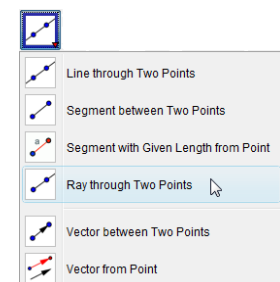 Line through Two Points
Segment between Two Points
a
Segment with Given Length from Point
Ray through Two Points
Vector between Two Points
Vector from Point